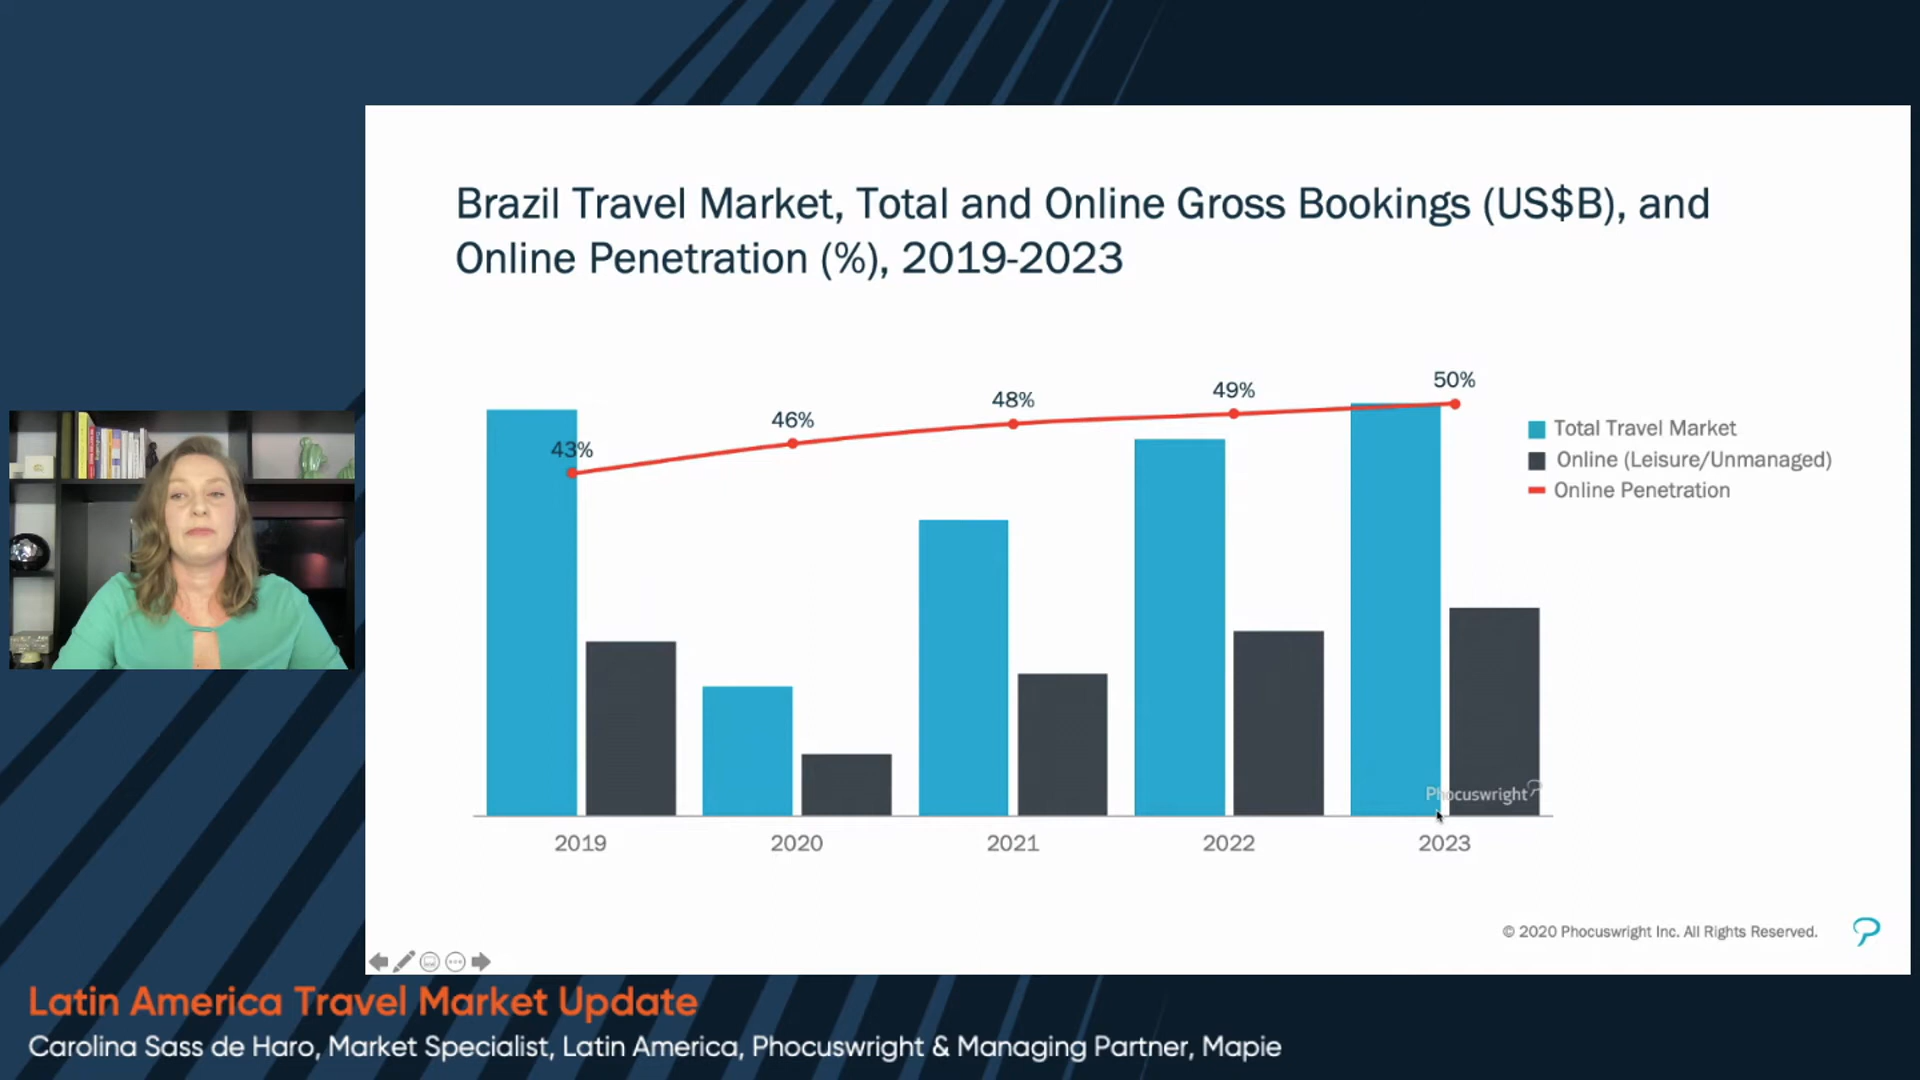 Brazil Travel Market, Total and Online Gross Bookings (US$B), and
Online Penetration (%), 2019-2023
43%
46%
48%
49%
50%
Total Travel Market
Online (Leisure/Unmanaged)
Online Penetration
Phocuswright
2019
2020
2021
2022
2023
© 2020 Phocuswright Inc. All Rights Reserved.
Latin America Travel Market Update
Carolina Sass de Haro, Market Specialist, Latin America, Phocuswright & Managing Partner, Mapie